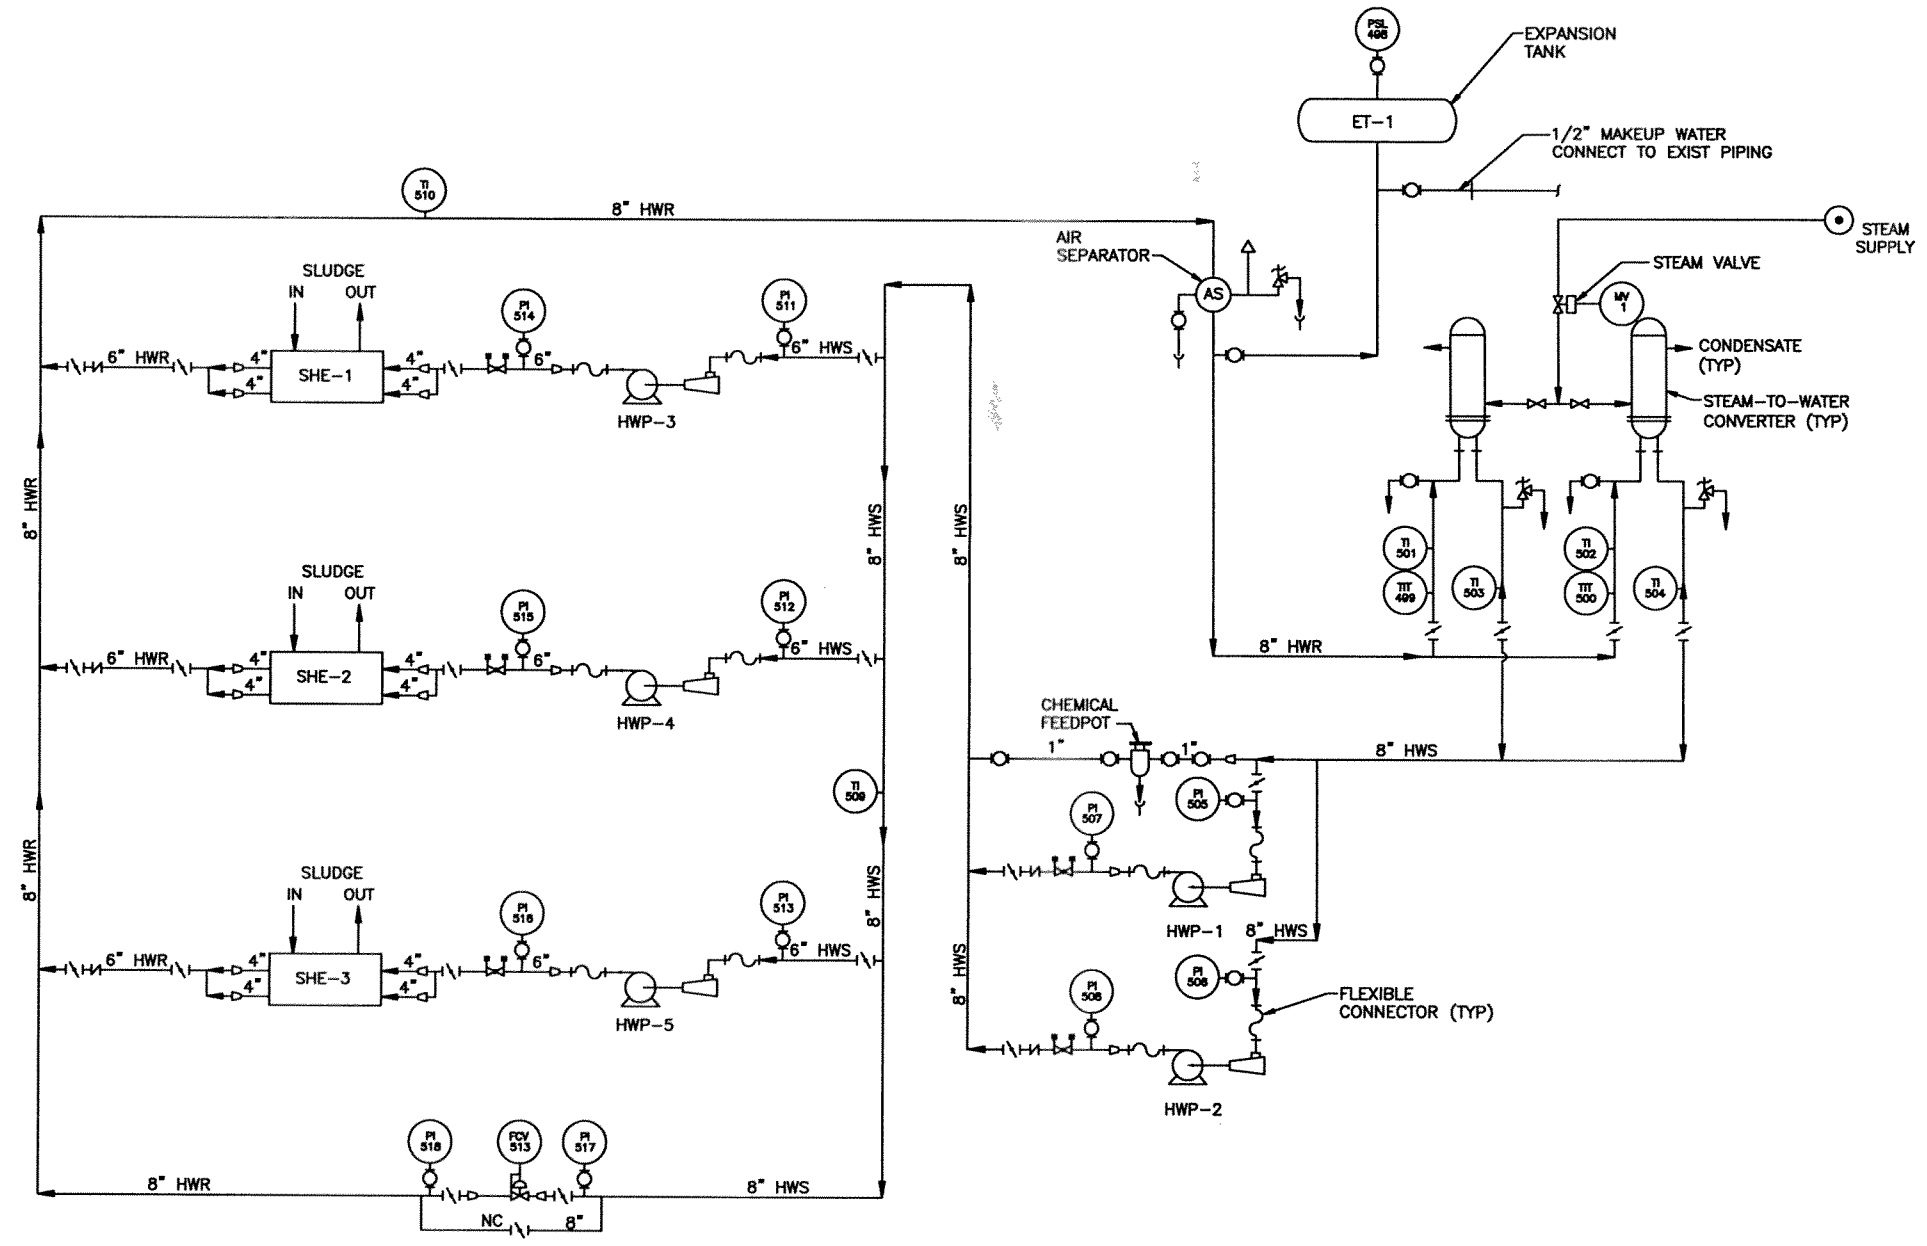 PSL
498
EXPANSION
TANK
ET-1
1/2" MAKEUP WATER
CONNECT TO EXIST PIPING
TI
510
8" HWR
AIR
SEPARATOR
AS
STEAM
SUPPLY
STEAM VALVE
MV
1
CONDENSATE
(TYP)
STEAM-TO-WATER
CONVERTER (TYP)
SLUDGE
IN OUT
PI
514
PI
511
6" HWR
4"
4"
SHE-1
4"
4"
6"
6" HWS
HWP-3
8" HWR
8" HWS
8" HWS
TI
501
TIT
499
TI
503
TI
502
TIT
500
TI
504
SLUDGE
IN OUT
PI
515
PI
512
6" HWR
4"
4"
SHE-2
4"
4"
6"
6" HWS
HWP-4
8" HWR
CHEMICAL
FEEDPOT
1"
1"
8" HWS
TI
509
PI
505
PI
507
HWP-1
8" HWS
8" HWR
8" HWS
8" HWS
SLUDGE
IN OUT
PI
516
PI
513
6" HWR
4"
4"
SHE-3
4"
4"
6"
6" HWS
HWP-5
PI
506
PI
508
FLEXIBLE
CONNECTOR (TYP)
HWP-2
PI
518
FCV
513
PI
517
8" HWR
8" HWS
NC
8"